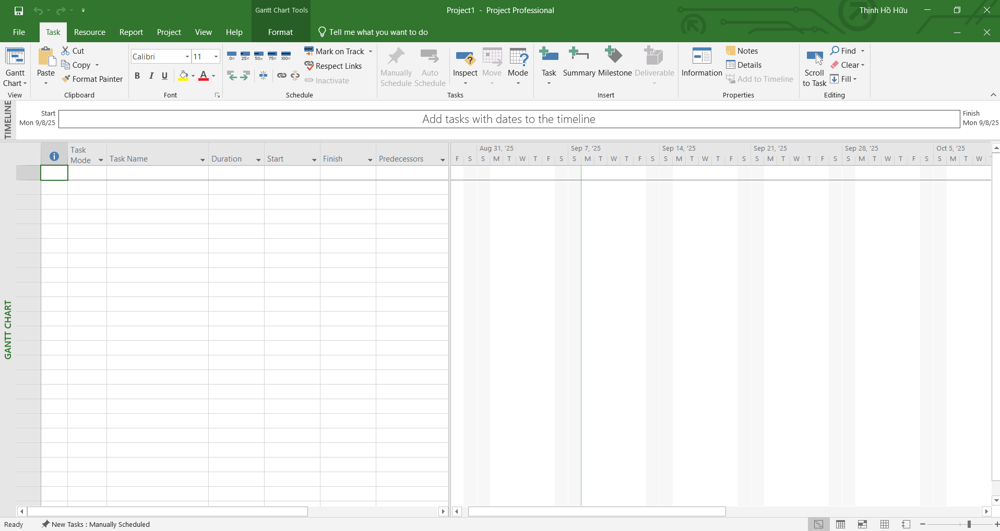 Gantt Chart Tools
Project1 - Project Professional
Thịnh Hồ Hữu
File Task Resource Report Project View Help Format Tell me what you want to do
Gantt Chart
View
Paste
Cut
Copy
Format Painter
Clipboard
Calibri 11
B I U A
Font
0% 25% 50% 75% 100%
Mark on Track
Respect Links
Inactivate
Schedule
Manually Schedule
Auto Schedule
Inspect
Move
Mode
Tasks
Task
Summary
Milestone
Deliverable
Insert
Information
Notes
Details
Add to Timeline
Properties
Scroll to Task
Find
Clear
Fill
Editing
TIMELINE
Start
Mon 9/8/25
Add tasks with dates to the timeline
Finish
Mon 9/8/25
Task Mode Task Name Duration Start Finish Predecessors
Aug 31, '25 Sep 7, '25 Sep 14, '25 Sep 21, '25 Sep 28, '25 Oct 5, '25
F S S M T W T F S S M T W T F S S M T W T F S S M T W T F S S M T W T F S S M T W
GANTT CHART
Ready
New Tasks : Manually Scheduled